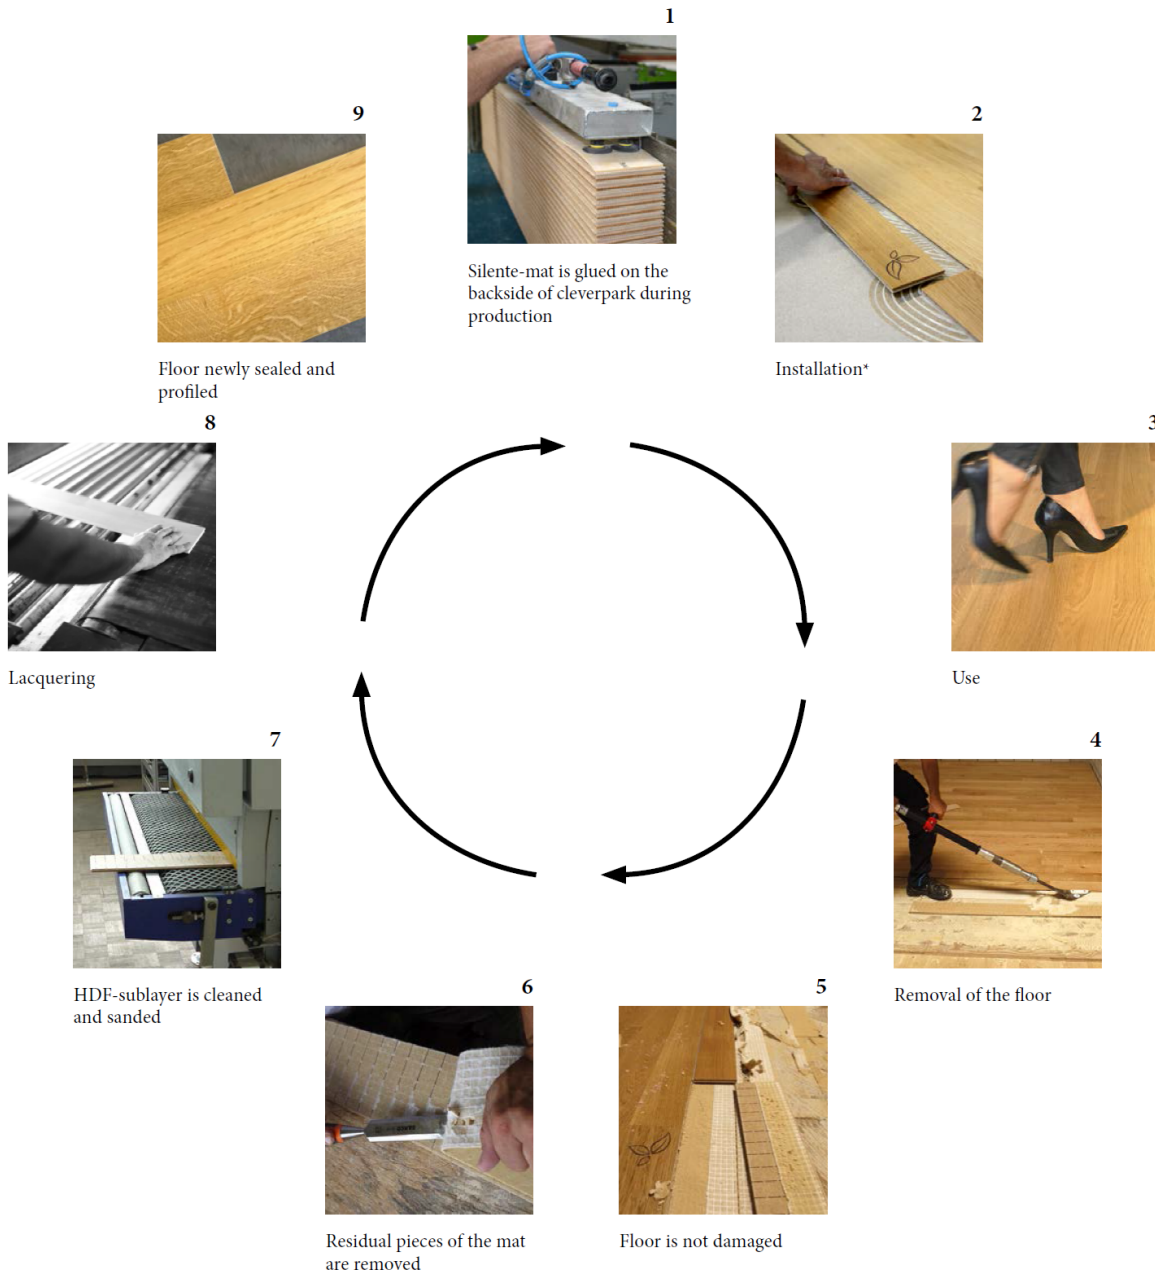 1
Silente-mat is glued on the
backside of cleverpark during
production
2
Installation*
3
Use
4
Removal of the floor
5
Floor is not damaged
6
Residual pieces of the mat
are removed
7
HDF-sublayer is cleaned
and sanded
8
Lacquering
9
Floor newly sealed and
profiled